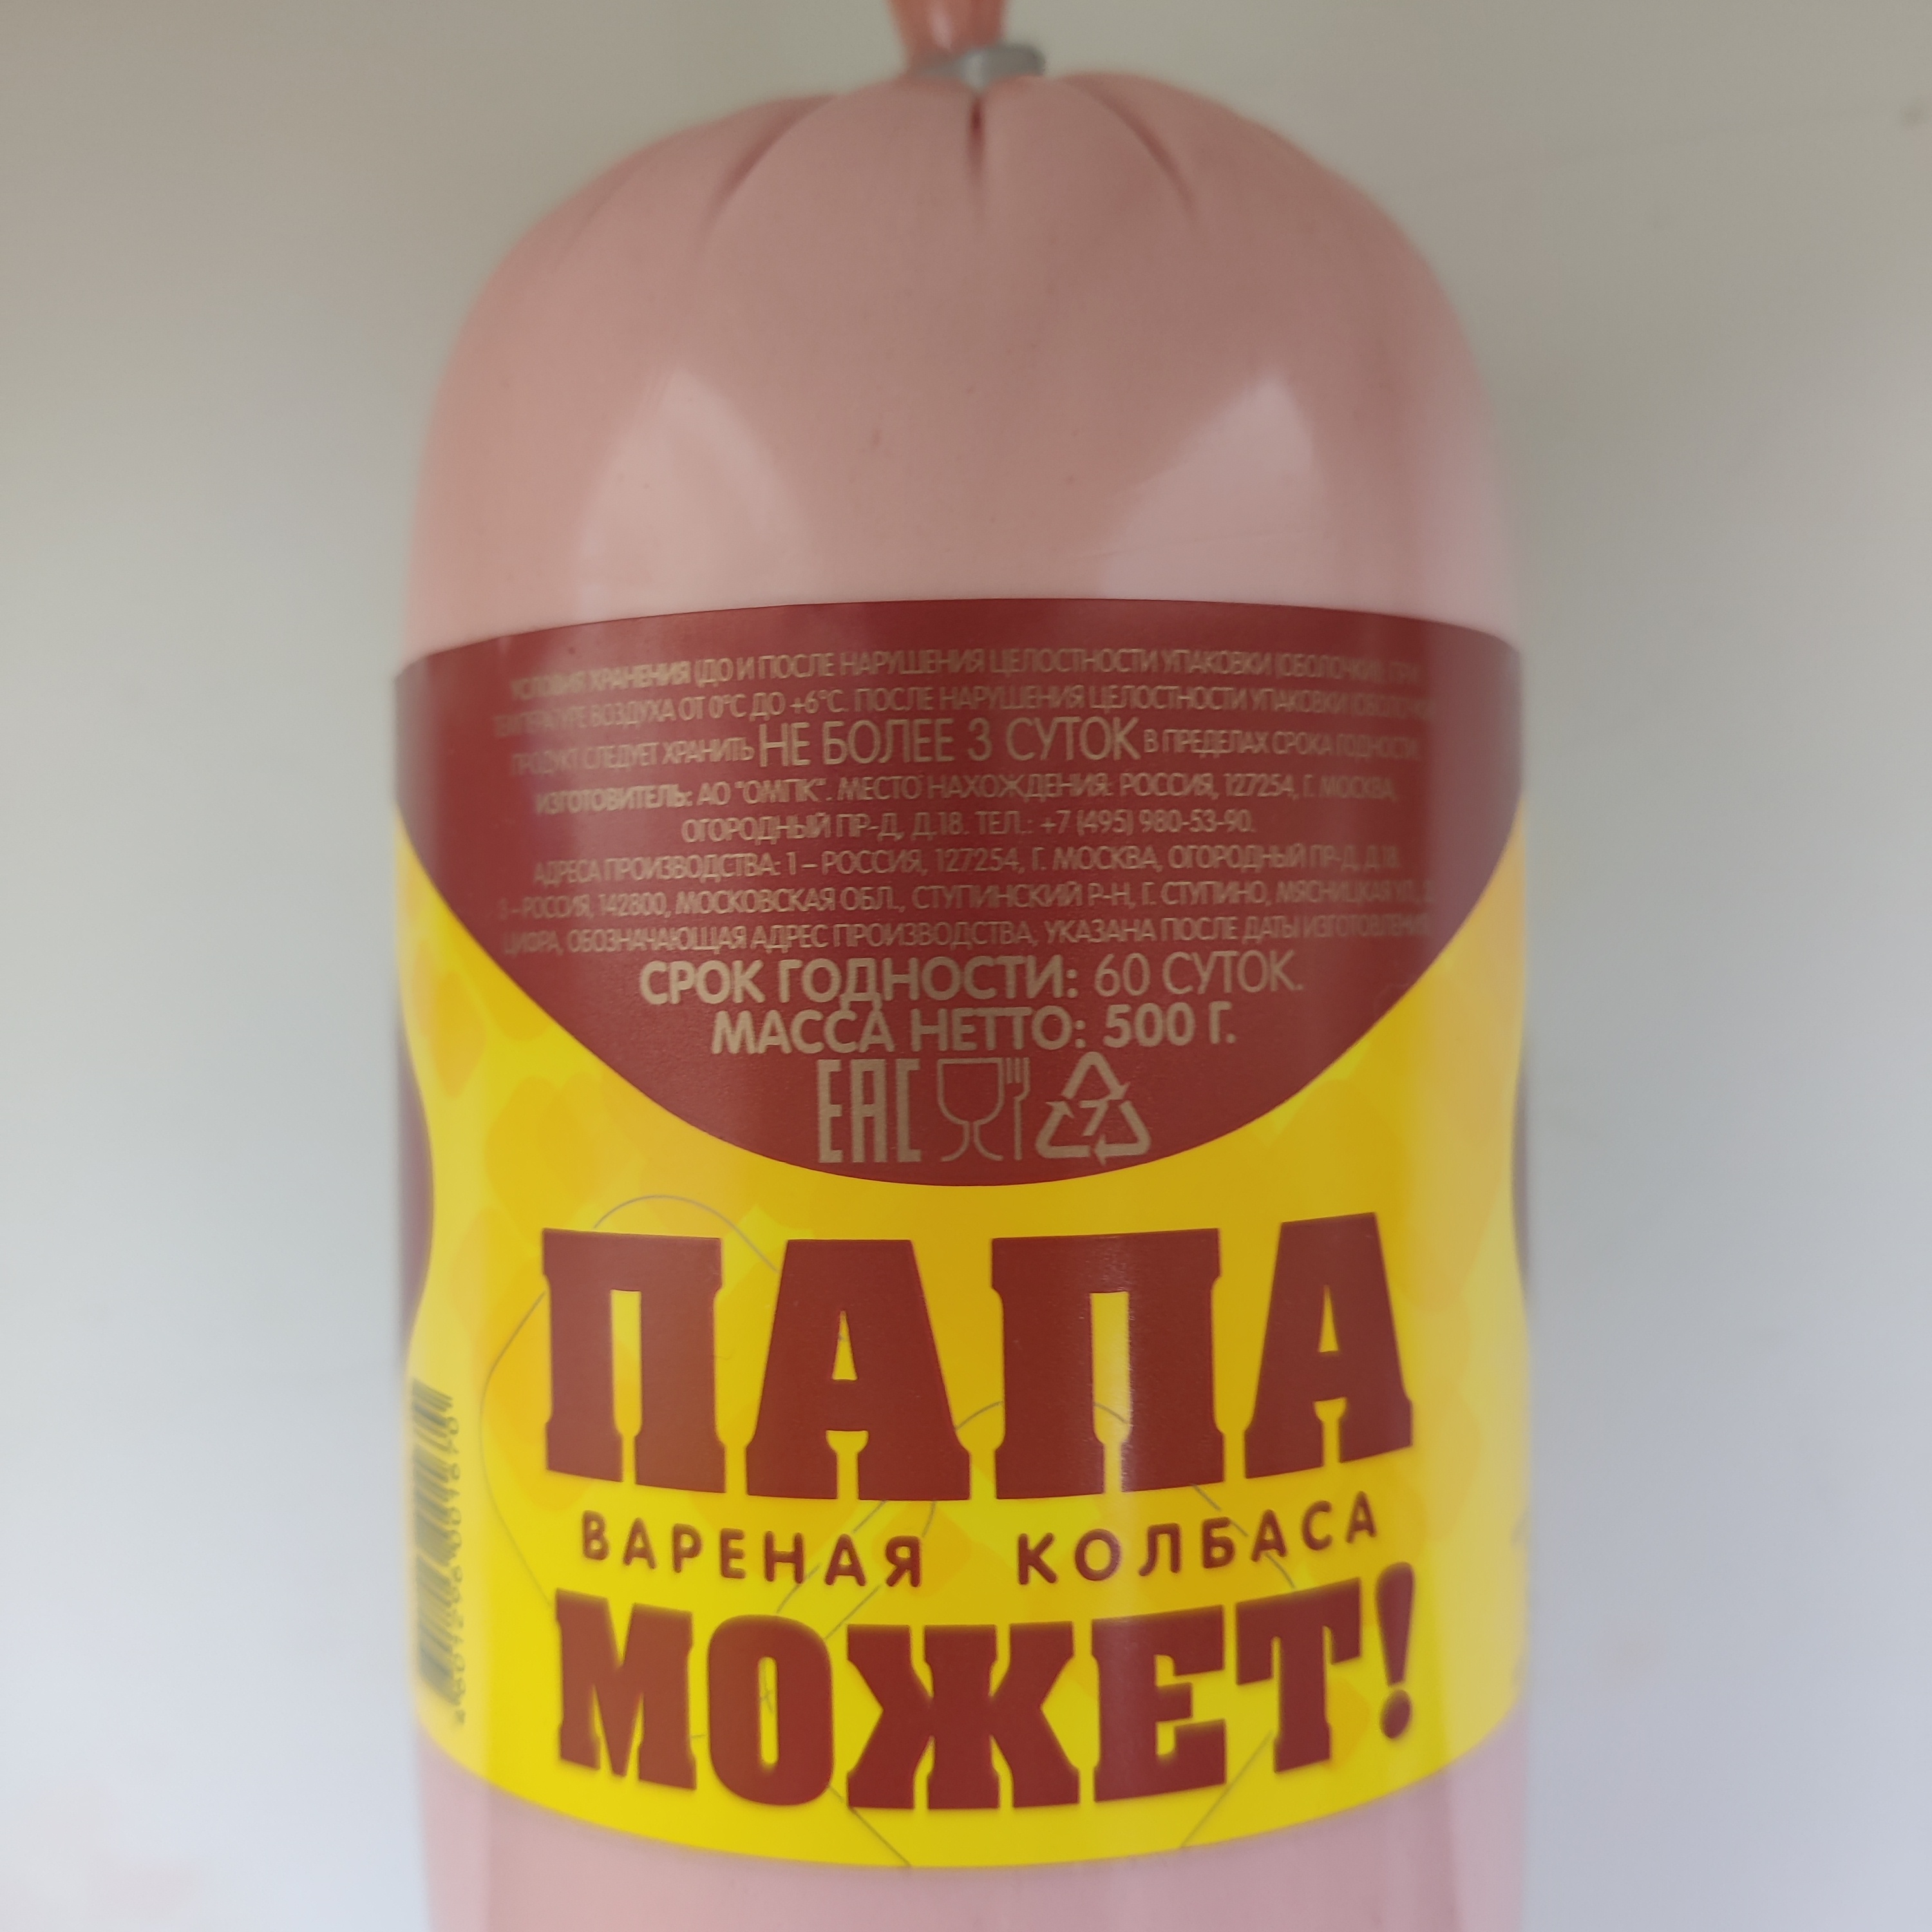 УСЛОВИЯ ХРАНЕНИЯ (ДО И ПОСЛЕ НАРУШЕНИЯ ЦЕЛОСТНОСТИ УПАКОВКИ (ОБОЛОЧКИ)): ПРИ
ТЕМПЕРАТУРЕ ВОЗДУХА ОТ 0°С ДО +6°С. ПОСЛЕ НАРУШЕНИЯ ЦЕЛОСТНОСТИ УПАКОВКИ (ОБОЛОЧКИ)
ПРОДУКТ СЛЕДУЕТ ХРАНИТЬ НЕ БОЛЕЕ 3 СУТОК В ПРЕДЕЛАХ СРОКА ГОДНОСТИ.
ИЗГОТОВИТЕЛЬ: АО "ОМПК". МЕСТО НАХОЖДЕНИЯ: РОССИЯ, 127254, Г. МОСКВА,
ОГОРОДНЫЙ ПР-Д, Д.18. ТЕЛ.: +7 (495) 980-53-90.
АДРЕСА ПРОИЗВОДСТВА: 1 – РОССИЯ, 127254, Г. МОСКВА, ОГОРОДНЫЙ ПР-Д, Д.18.
– РОССИЯ, 142800, МОСКОВСКАЯ ОБЛ., СТУПИНСКИЙ Р-Н, Г. СТУПИНО, МЯСНИЦКАЯ УЛ.,
ЦИФРА, ОБОЗНАЧАЮЩАЯ АДРЕС ПРОИЗВОДСТВА, УКАЗАНА ПОСЛЕ ДАТЫ ИЗГОТОВЛЕНИЯ.
СРОК ГОДНОСТИ: 60 СУТОК.
МАССА НЕТТО: 500 Г.
ЕАС 7
ПАПА
ВАРЕНАЯ КОЛБАСА
МОЖЕТ!